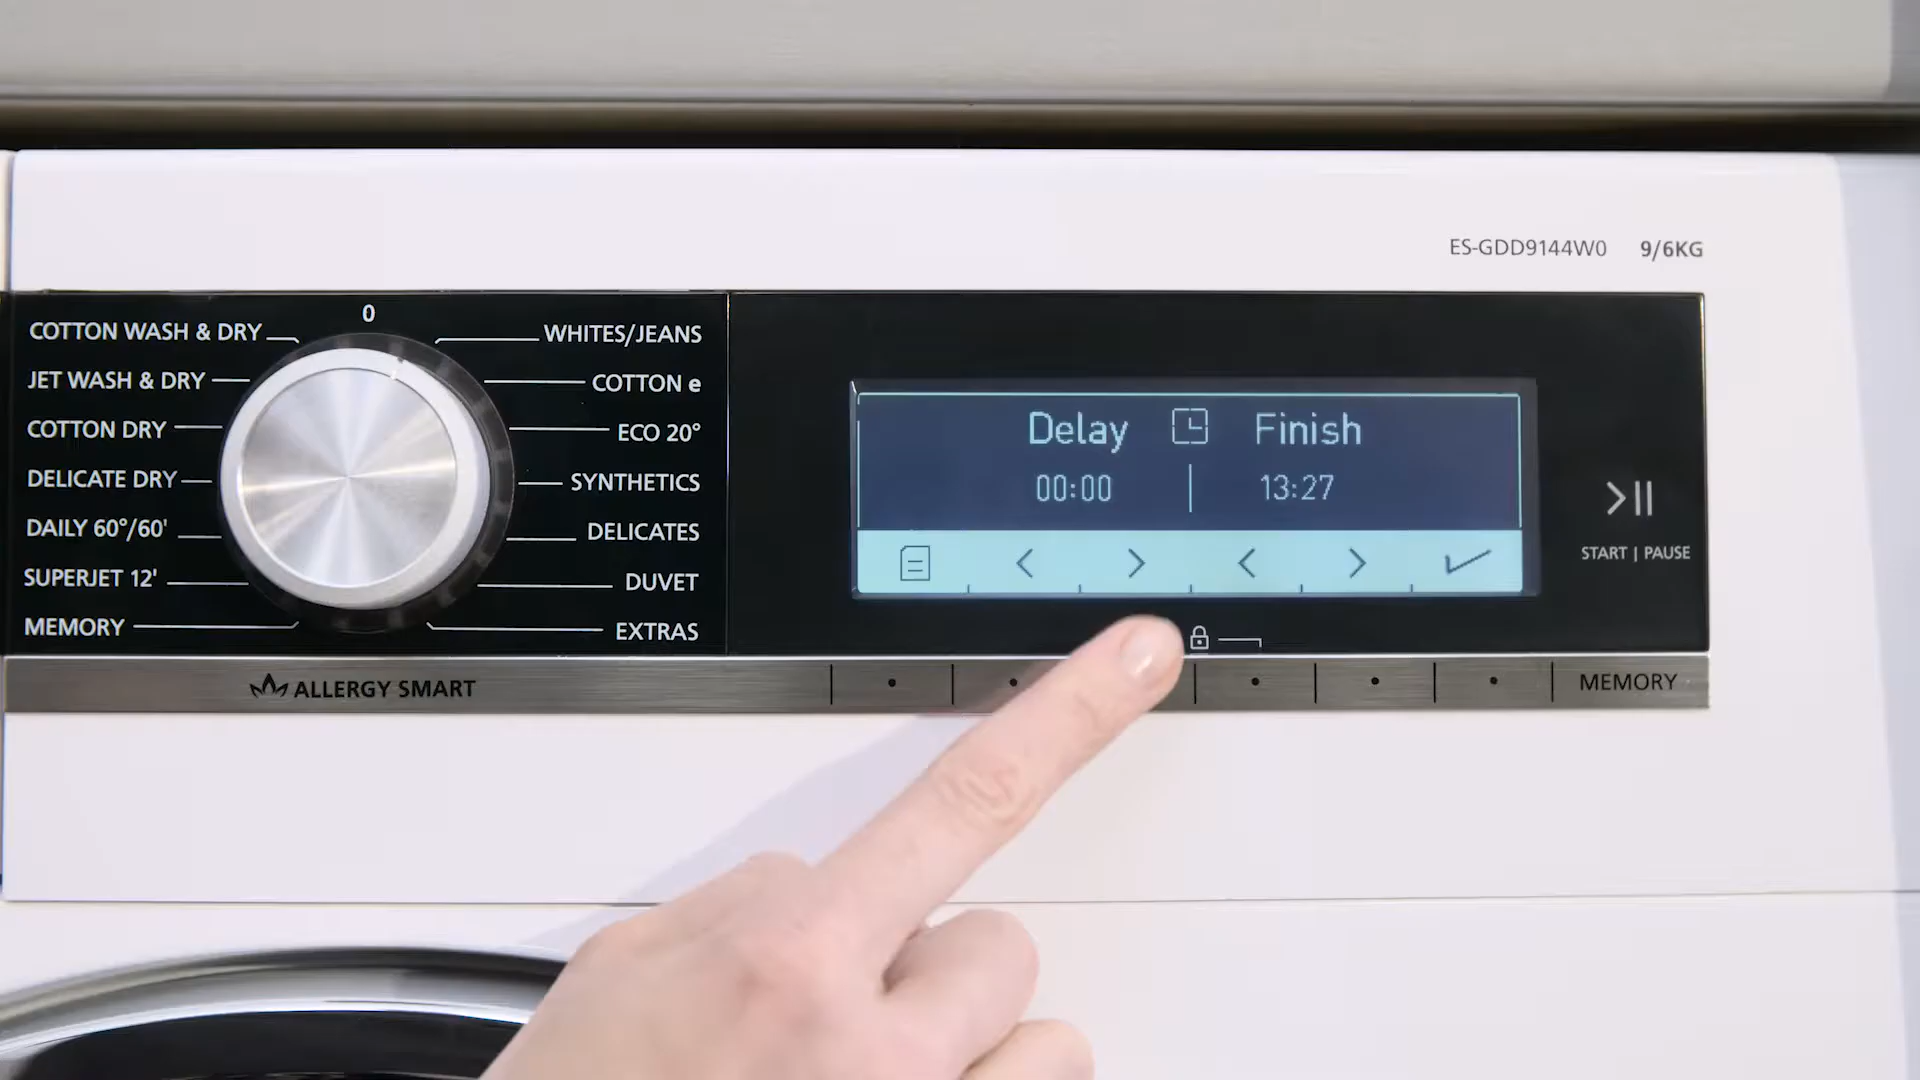 ES-GDD9144W0 9/6KG
0
COTTON WASH & DRY
JET WASH & DRY
COTTON DRY
DELICATE DRY
DAILY 60°/60'
SUPERJET 12'
MEMORY
WHITES/JEANS
COTTON e
ECO 20°
SYNTHETICS
DELICATES
DUVET
EXTRAS
Delay Finish
00:00 | 13:27
START | PAUSE
ALLERGY SMART
MEMORY